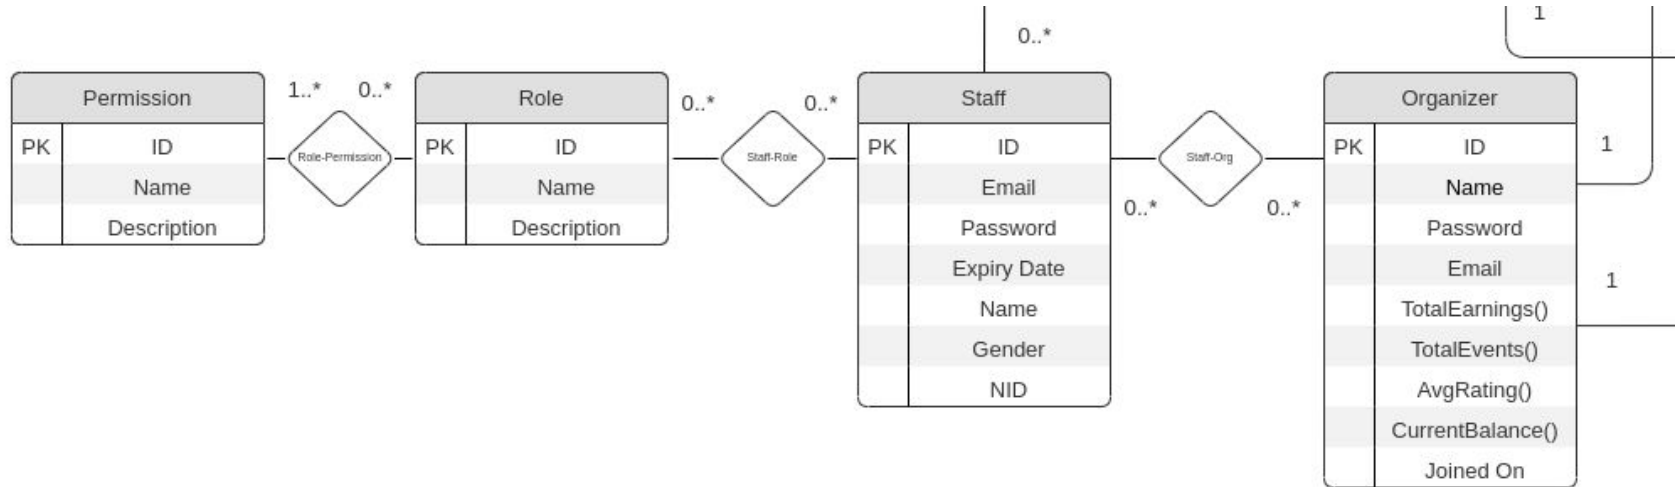 1
0..*
Permission
1..*
0..*
Role
0..*
0..*
Staff
Organizer
PK
ID
Role-Permission
PK
ID
Staff-Role
PK
ID
Staff-Org
PK
ID
1
Name
Name
Email
Name
Description
Description
Password
0..*
0..*
Password
Expiry Date
Email
1
Name
TotalEarnings()
Gender
TotalEvents()
NID
AvgRating()
CurrentBalance()
Joined On